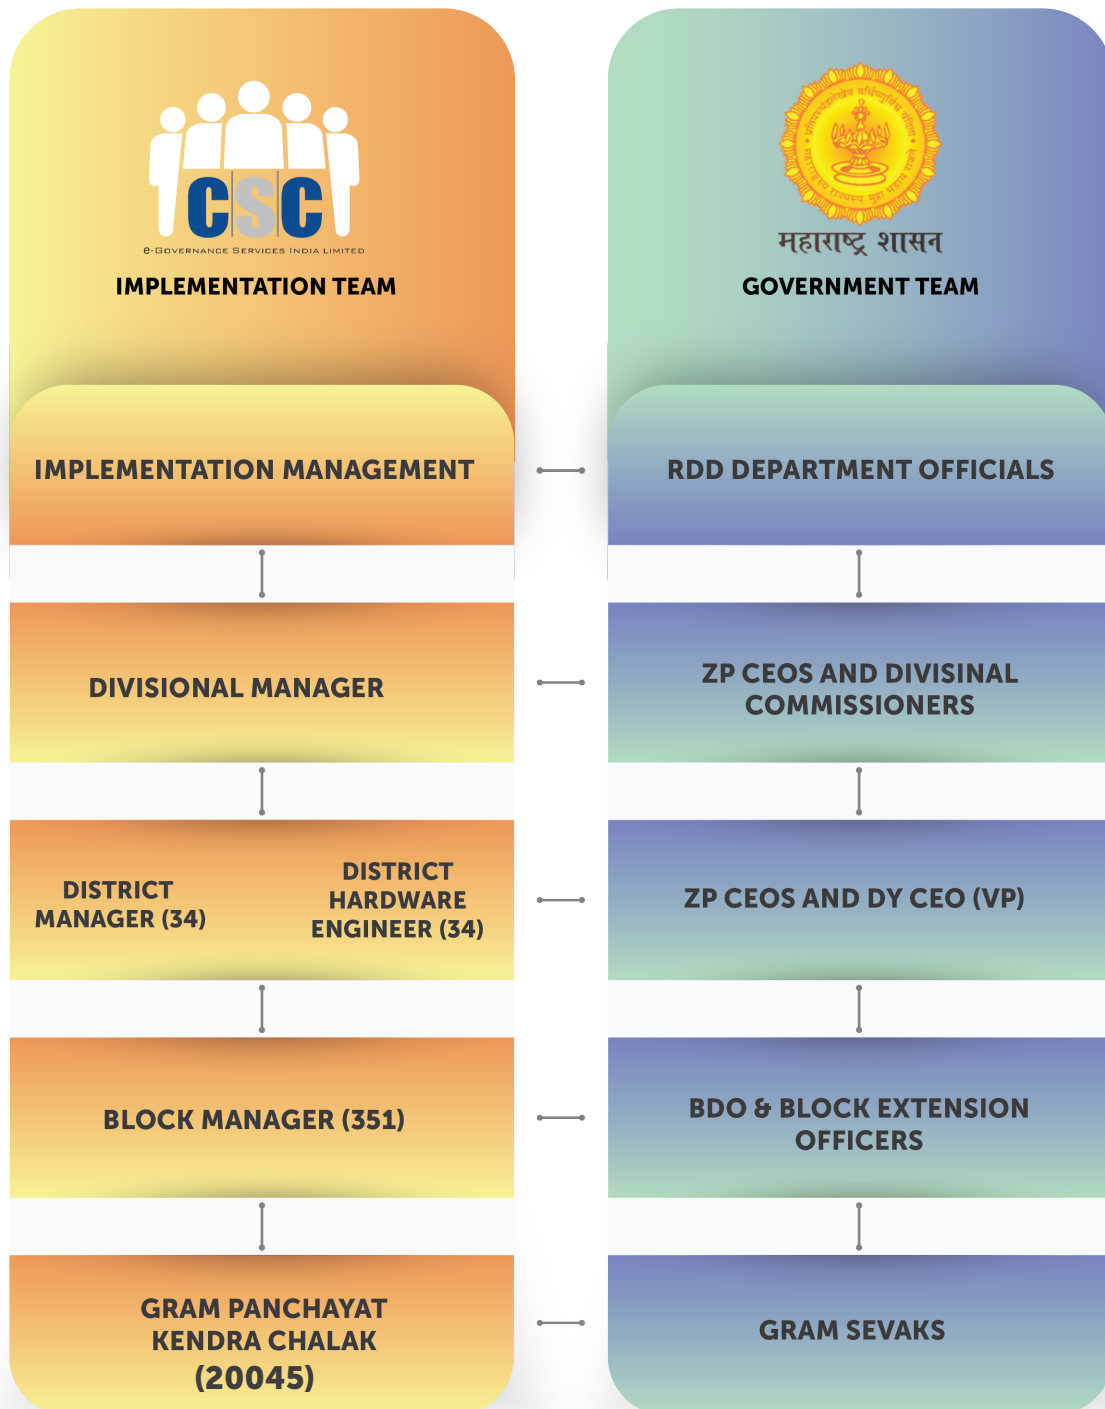 CSC
e-Governance Services India Limited
IMPLEMENTATION TEAM
IMPLEMENTATION MANAGEMENT
DIVISIONAL MANAGER
DISTRICT
MANAGER (34)
DISTRICT
HARDWARE
ENGINEER (34)
BLOCK MANAGER (351)
GRAM PANCHAYAT
KENDRA CHALAK
(20045)
महाराष्ट्र शासन
GOVERNMENT TEAM
RDD DEPARTMENT OFFICIALS
ZP CEOS AND DIVISINAL
COMMISSIONERS
ZP CEOS AND DY CEO (VP)
BDO & BLOCK EXTENSION
OFFICERS
GRAM SEVAKS